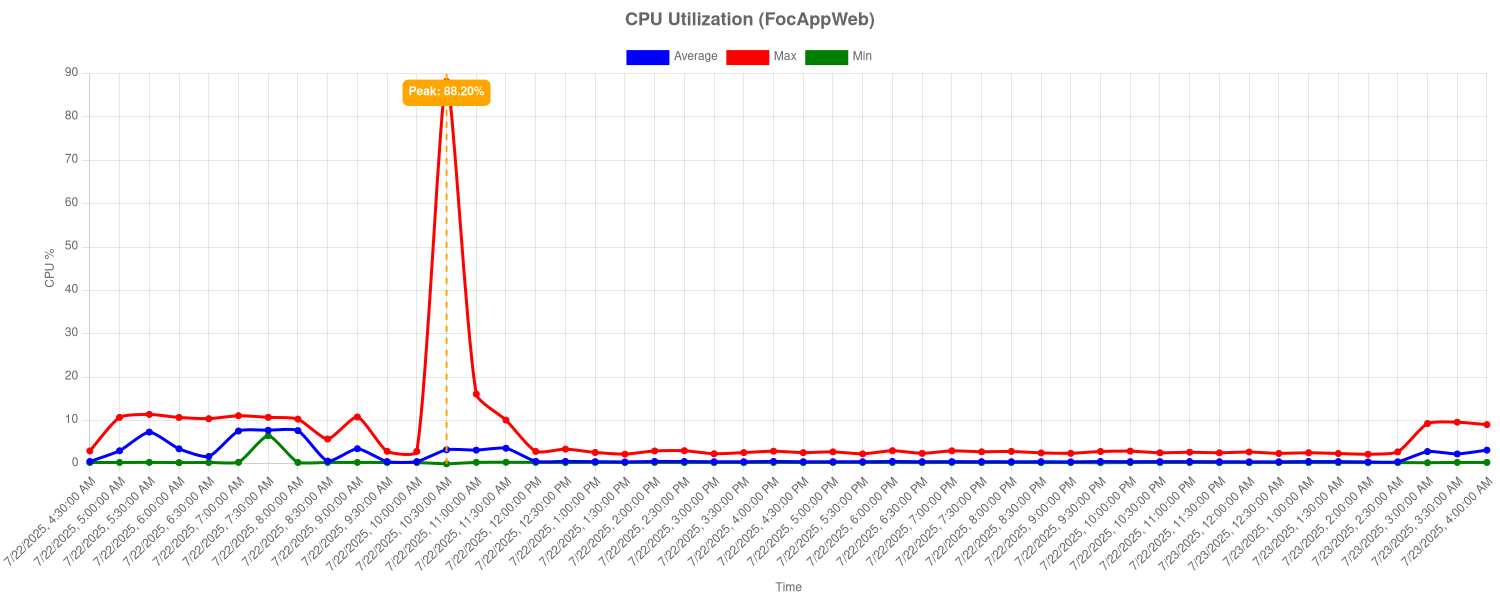 CPU Utilization (FocAppWeb)
Average Max Min
90
Peak: 88.20%
80
70
60
50
40
30
20
10
0
CPU %
7/22/2025, 4:30:00 AM
7/22/2025, 5:00:00 AM
7/22/2025, 5:30:00 AM
7/22/2025, 6:00:00 AM
7/22/2025, 6:30:00 AM
7/22/2025, 7:00:00 AM
7/22/2025, 7:30:00 AM
7/22/2025, 8:00:00 AM
7/22/2025, 8:30:00 AM
7/22/2025, 9:00:00 AM
7/22/2025, 9:30:00 AM
7/22/2025, 10:00:00 AM
7/22/2025, 10:30:00 AM
7/22/2025, 11:00:00 AM
7/22/2025, 11:30:00 AM
7/22/2025, 12:00:00 PM
7/22/2025, 12:30:00 PM
7/22/2025, 1:00:00 PM
7/22/2025, 1:30:00 PM
7/22/2025, 2:00:00 PM
7/22/2025, 2:30:00 PM
7/22/2025, 3:00:00 PM
7/22/2025, 3:30:00 PM
7/22/2025, 4:00:00 PM
7/22/2025, 4:30:00 PM
7/22/2025, 5:00:00 PM
7/22/2025, 5:30:00 PM
7/22/2025, 6:00:00 PM
7/22/2025, 6:30:00 PM
7/22/2025, 7:00:00 PM
7/22/2025, 7:30:00 PM
7/22/2025, 8:00:00 PM
7/22/2025, 8:30:00 PM
7/22/2025, 9:00:00 PM
7/22/2025, 9:30:00 PM
7/22/2025, 10:00:00 PM
7/22/2025, 10:30:00 PM
7/22/2025, 11:00:00 PM
7/22/2025, 11:30:00 PM
7/23/2025, 12:00:00 AM
7/23/2025, 12:30:00 AM
7/23/2025, 1:00:00 AM
7/23/2025, 1:30:00 AM
7/23/2025, 2:00:00 AM
7/23/2025, 2:30:00 AM
7/23/2025, 3:00:00 AM
7/23/2025, 3:30:00 AM
7/23/2025, 4:00:00 AM
Time